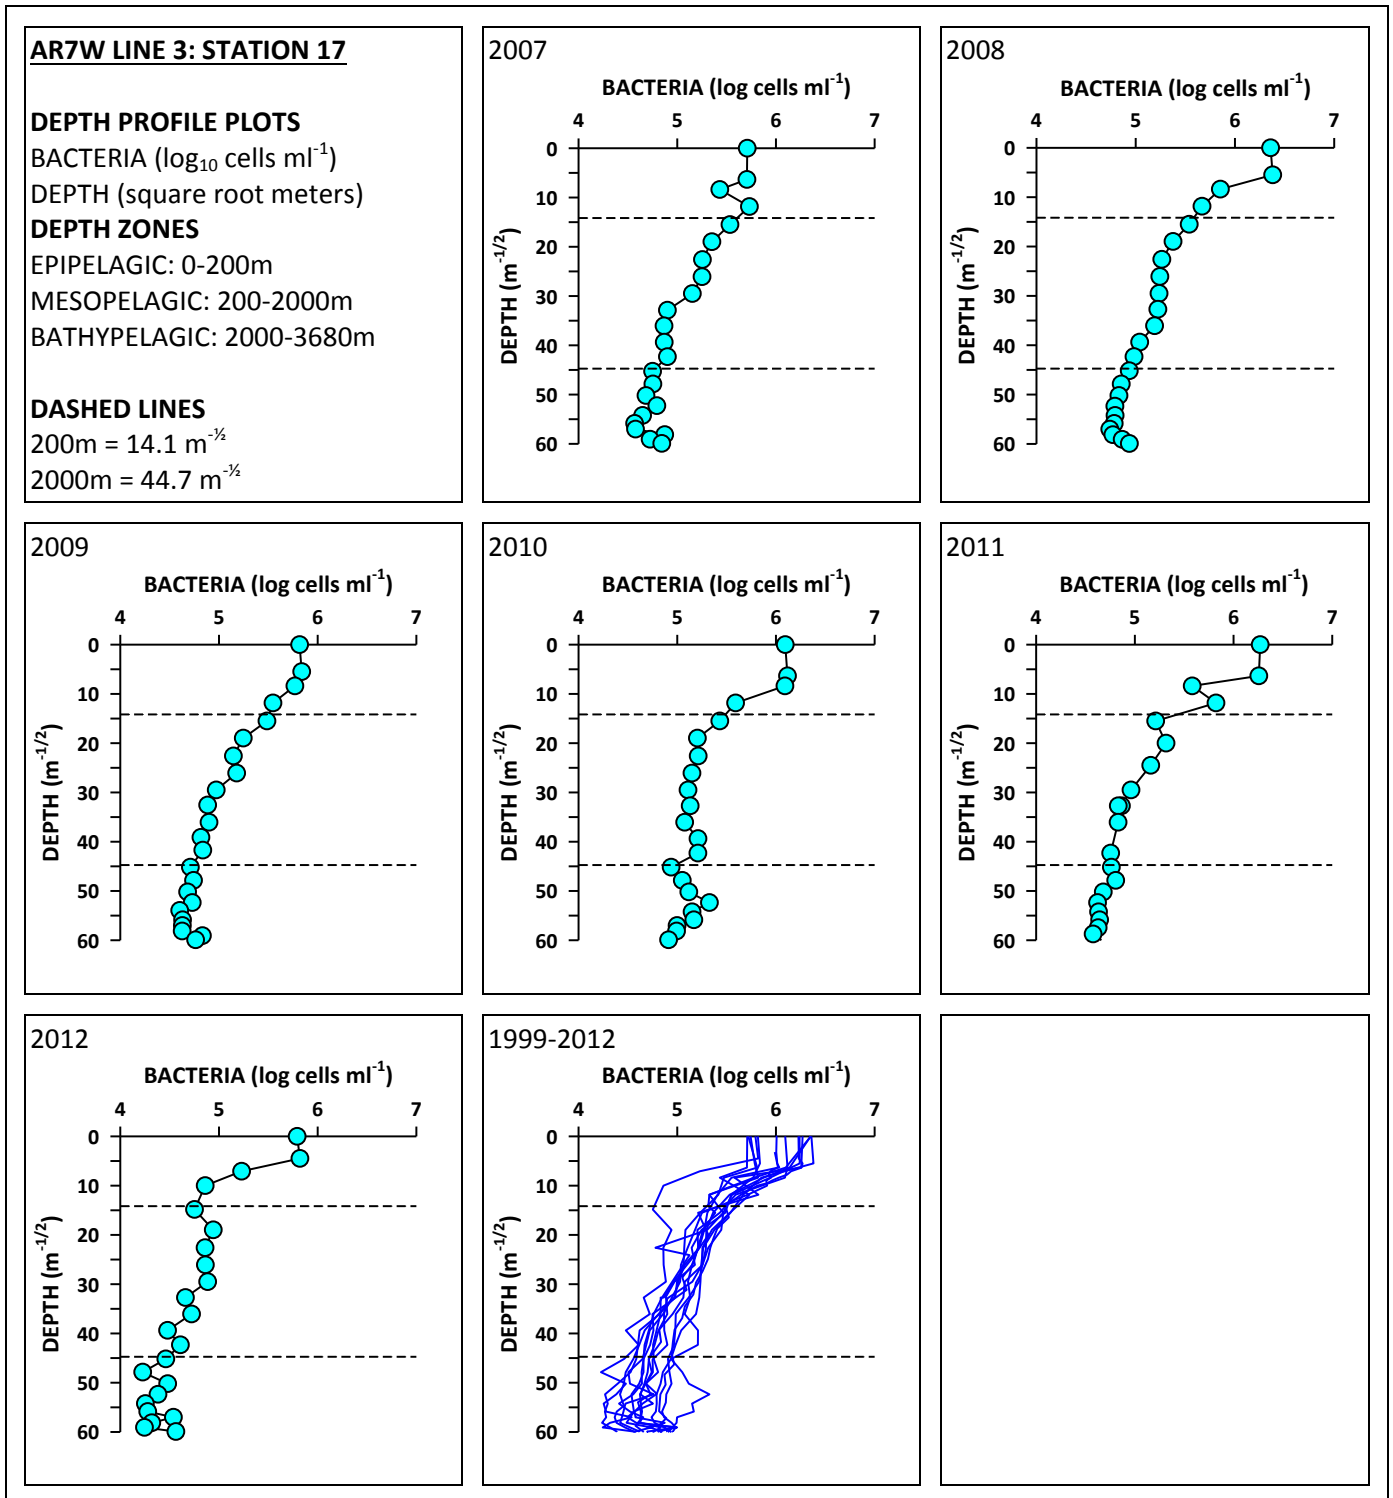 AR7W LINE 3: STATION 17
DEPTH PROFILE PLOTS
BACTERIA (log₁₀ cells ml⁻¹)
DEPTH (square root meters)
DEPTH ZONES
EPIPELAGIC: 0-200m
MESOPELAGIC: 200-2000m
BATHYPELAGIC: 2000-3680m
DASHED LINES
200m = 14.1 m⁻½
2000m = 44.7 m⁻½
2007
BACTERIA (log cells ml⁻¹)
4 5 6 7
0
10
20
30
40
50
60
DEPTH (m⁻¹/²)
2008
BACTERIA (log cells ml⁻¹)
4 5 6 7
0
10
20
30
40
50
60
DEPTH (m⁻¹/²)
2009
BACTERIA (log cells ml⁻¹)
4 5 6 7
0
10
20
30
40
50
60
DEPTH (m⁻¹/²)
2010
BACTERIA (log cells ml⁻¹)
4 5 6 7
0
10
20
30
40
50
60
DEPTH (m⁻¹/²)
2011
BACTERIA (log cells ml⁻¹)
4 5 6 7
0
10
20
30
40
50
60
DEPTH (m⁻¹/²)
2012
BACTERIA (log cells ml⁻¹)
4 5 6 7
0
10
20
30
40
50
60
DEPTH (m⁻¹/²)
1999-2012
BACTERIA (log cells ml⁻¹)
4 5 6 7
0
10
20
30
40
50
60
DEPTH (m⁻¹/²)